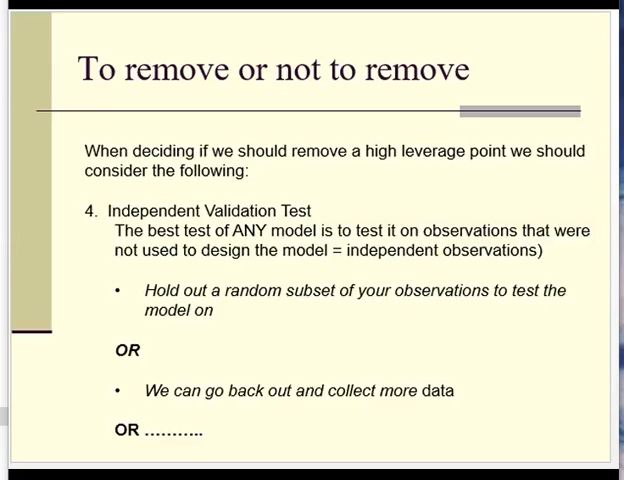 To remove or not to remove
When deciding if we should remove a high leverage point we should
consider the following:
4. Independent Validation Test
The best test of ANY model is to test it on observations that were
not used to design the model = independent observations)
• Hold out a random subset of your observations to test the
model on
OR
• We can go back out and collect more data
OR ………..